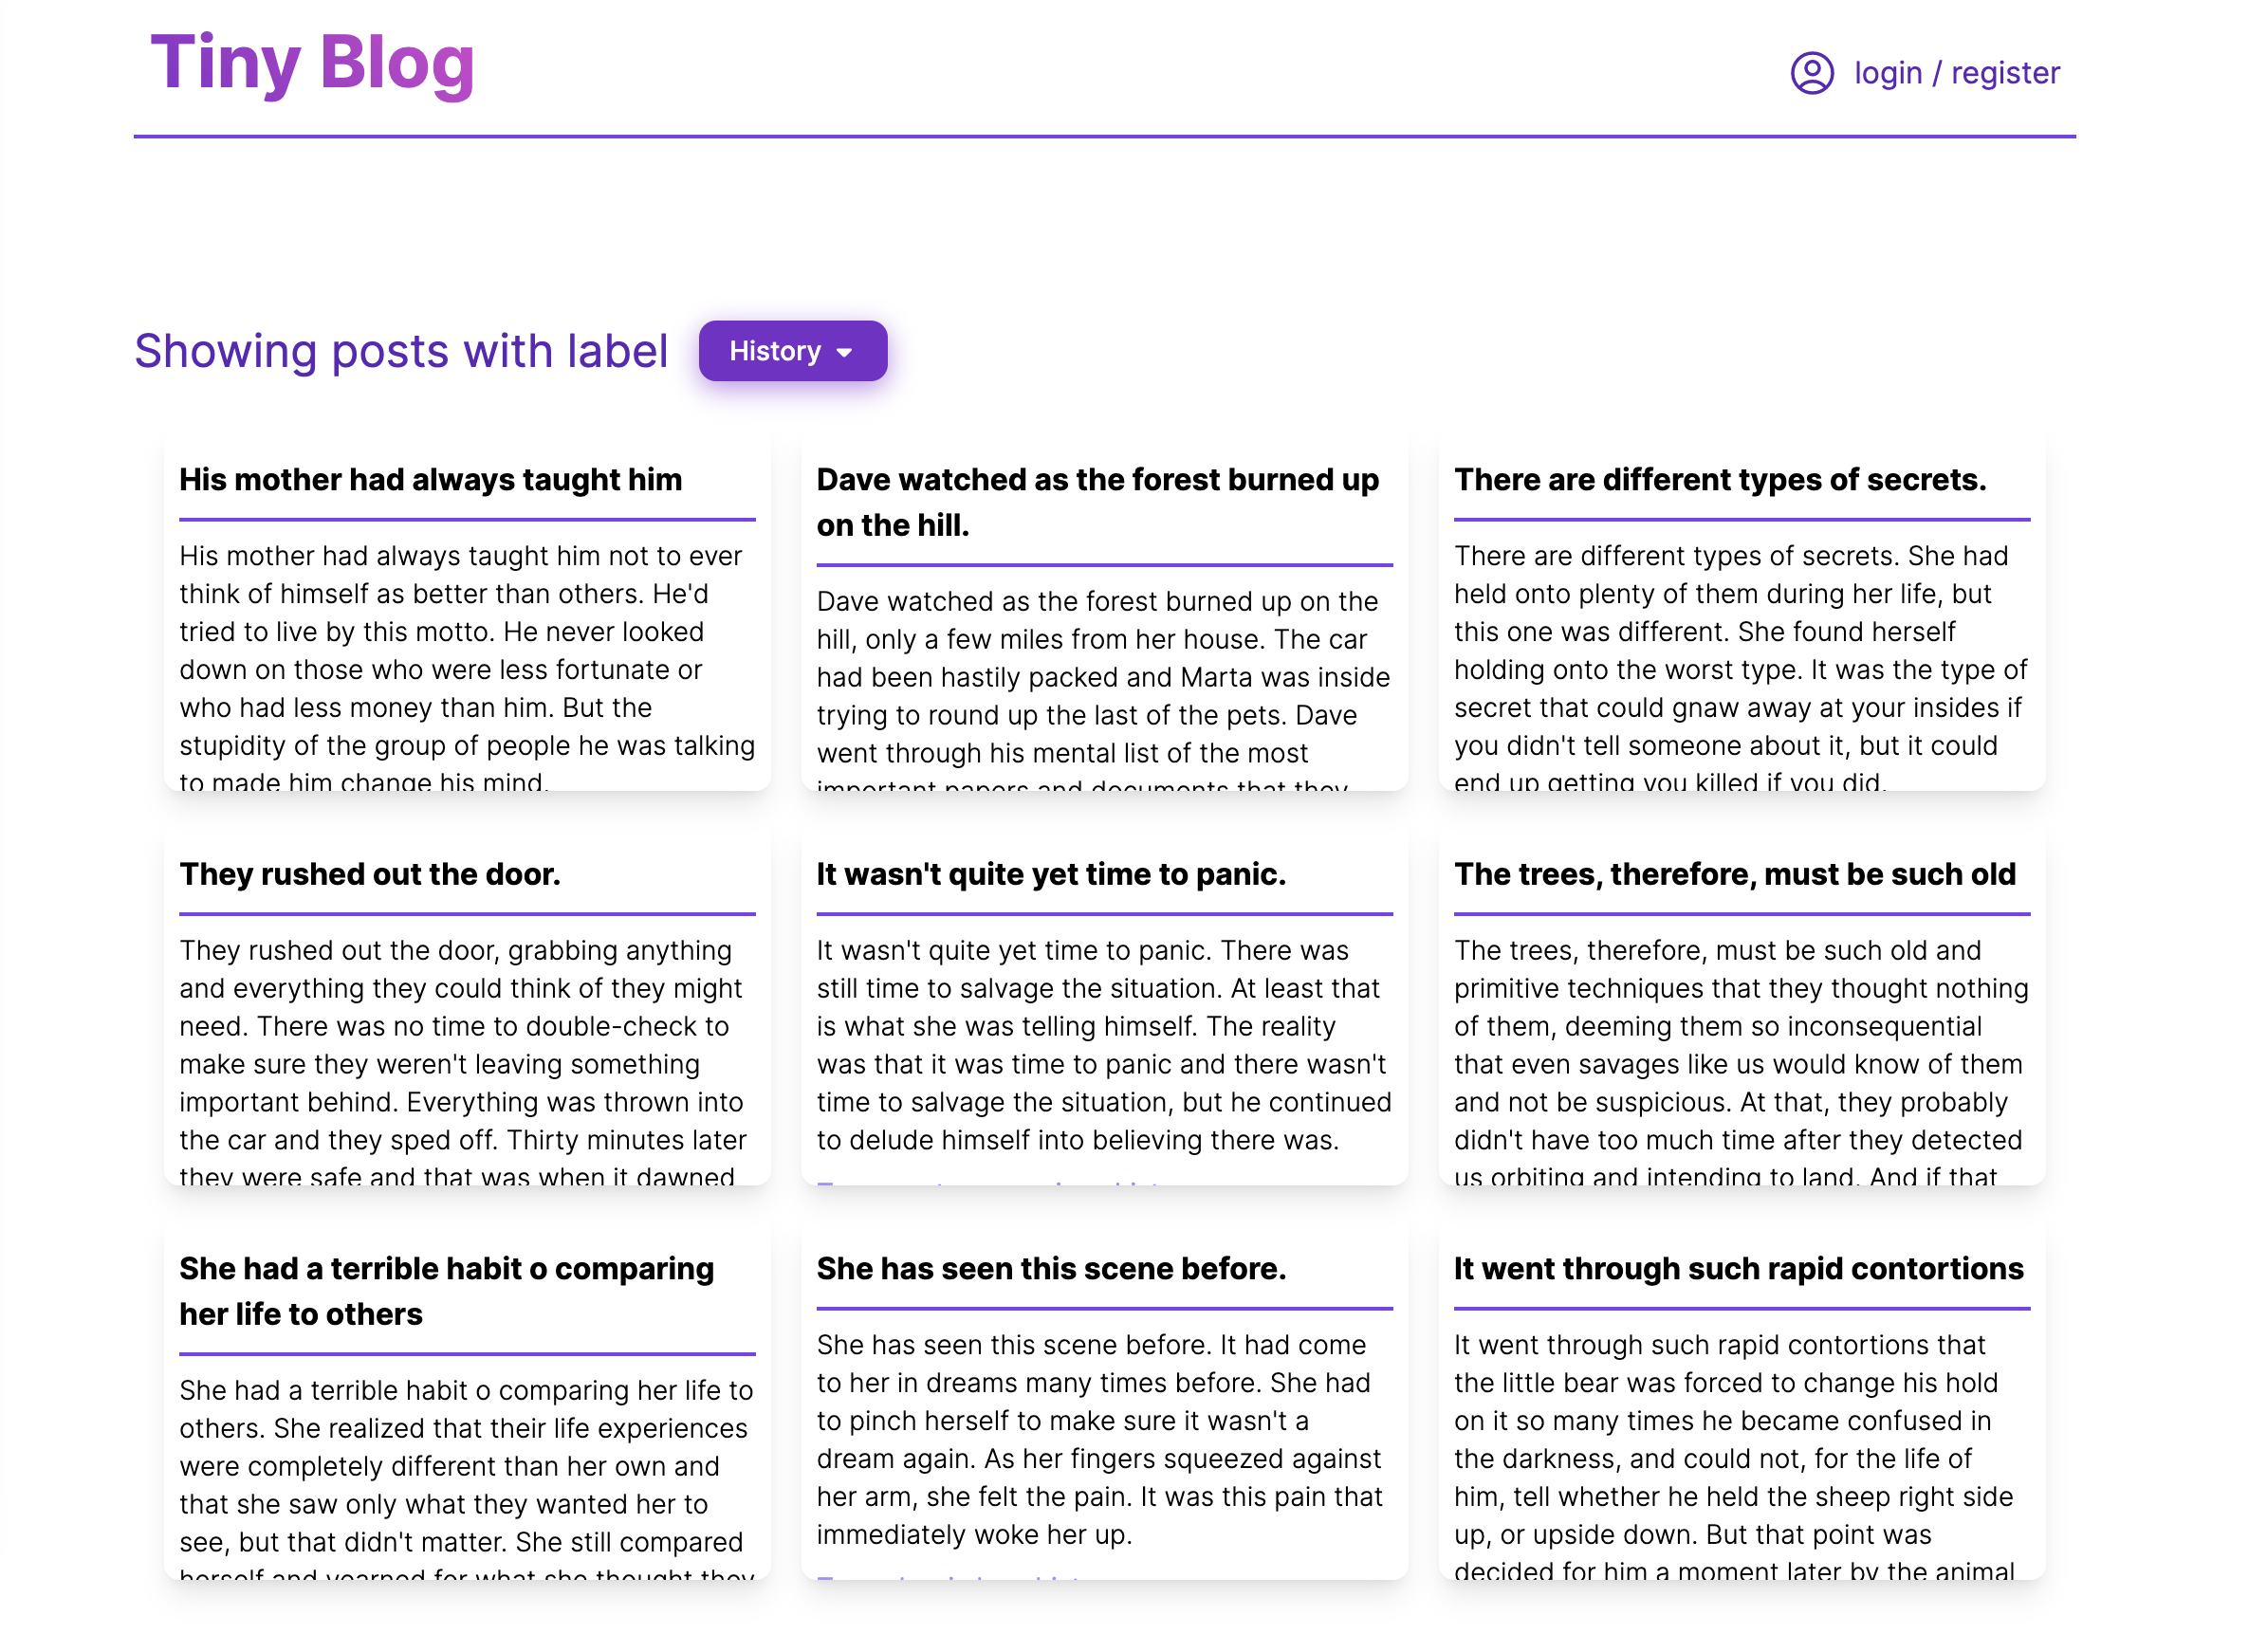 Tiny Blog
login / register
Showing posts with label
History
His mother had always taught him
His mother had always taught him not to ever
think of himself as better than others. He'd
tried to live by this motto. He never looked
down on those who were less fortunate or
who had less money than him. But the
stupidity of the group of people he was talking
to made him change his mind.
Dave watched as the forest burned up
on the hill.
Dave watched as the forest burned up on the
hill, only a few miles from her house. The car
had been hastily packed and Marta was inside
trying to round up the last of the pets. Dave
went through his mental list of the most
important papers and documents that they
There are different types of secrets.
There are different types of secrets. She had
held onto plenty of them during her life, but
this one was different. She found herself
holding onto the worst type. It was the type of
secret that could gnaw away at your insides if
you didn't tell someone about it, but it could
end up getting you killed if you did.
They rushed out the door.
They rushed out the door, grabbing anything
and everything they could think of they might
need. There was no time to double-check to
make sure they weren't leaving something
important behind. Everything was thrown into
the car and they sped off. Thirty minutes later
they were safe and that was when it dawned
It wasn't quite yet time to panic.
It wasn't quite yet time to panic. There was
still time to salvage the situation. At least that
is what she was telling himself. The reality
was that it was time to panic and there wasn't
time to salvage the situation, but he continued
to delude himself into believing there was.
The trees, therefore, must be such old
The trees, therefore, must be such old and
primitive techniques that they thought nothing
of them, deeming them so inconsequential
that even savages like us would know of them
and not be suspicious. At that, they probably
didn't have too much time after they detected
us orbiting and intending to land. And if that
She had a terrible habit o comparing
her life to others
She had a terrible habit o comparing her life to
others. She realized that their life experiences
were completely different than her own and
that she saw only what they wanted her to
see, but that didn't matter. She still compared
herself and yearned for what she thought they
She has seen this scene before.
She has seen this scene before. It had come
to her in dreams many times before. She had
to pinch herself to make sure it wasn't a
dream again. As her fingers squeezed against
her arm, she felt the pain. It was this pain that
immediately woke her up.
It went through such rapid contortions
It went through such rapid contortions that
the little bear was forced to change his hold
on it so many times he became confused in
the darkness, and could not, for the life of
him, tell whether he held the sheep right side
up, or upside down. But that point was
decided for him a moment later by the animal